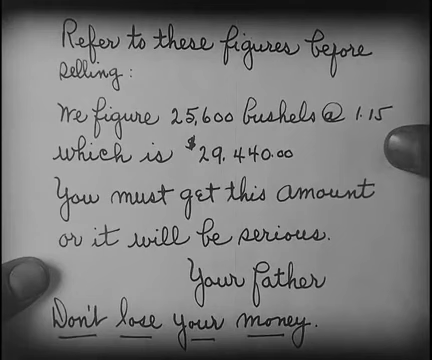 Refer to these figures before
selling:
We figure 25,600 bushels @ 1.15
which is $29,440.00
You must get this amount
or it will be serious.
Your father
Don't lose your money.